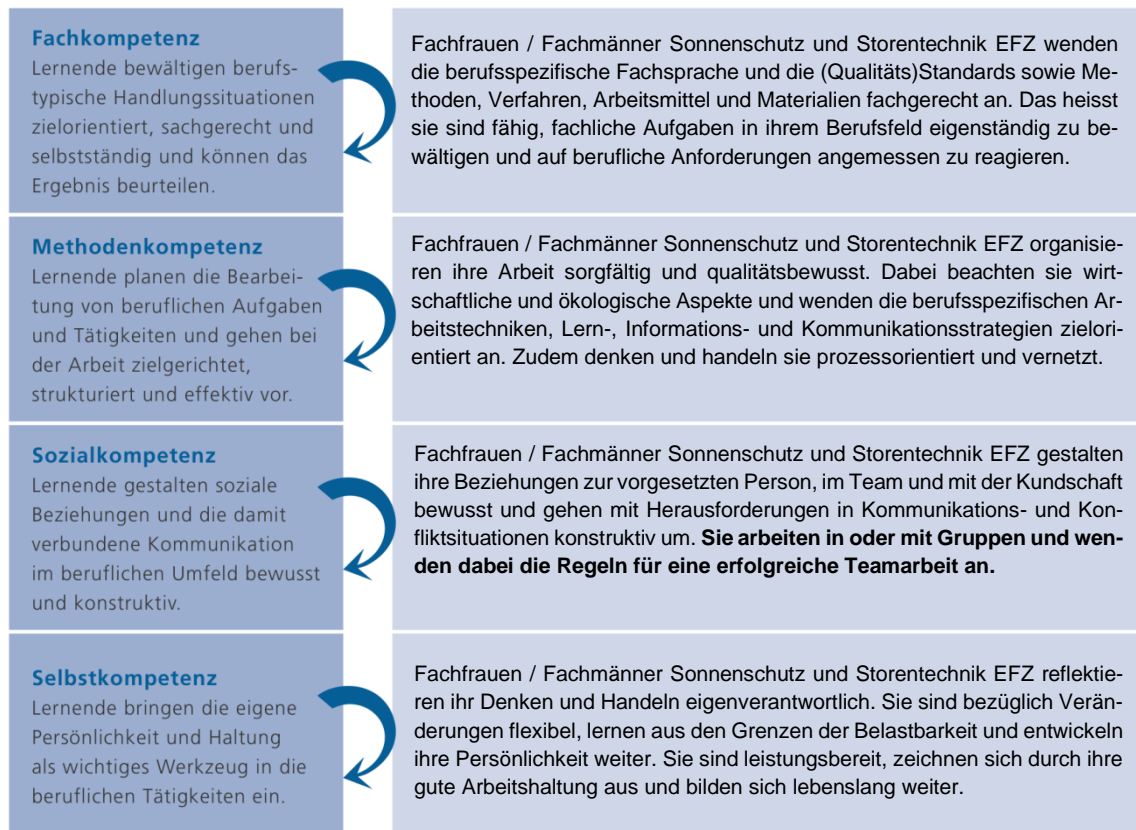 Fachkompetenz
Lernende bewältigen berufs-
typische Handlungssituationen
zielorientiert, sachgerecht und
selbstständig und können das
Ergebnis beurteilen.
Fachfrauen / Fachmänner Sonnenschutz und Storentechnik EFZ wenden
die berufsspezifische Fachsprache und die (Qualitäts)Standards sowie Me-
thoden, Verfahren, Arbeitsmittel und Materialien fachgerecht an. Das heisst
sie sind fähig, fachliche Aufgaben in ihrem Berufsfeld eigenständig zu be-
wältigen und auf berufliche Anforderungen angemessen zu reagieren.
Methodenkompetenz
Lernende planen die Bearbei-
tung von beruflichen Aufgaben
und Tätigkeiten und gehen bei
der Arbeit zielgerichtet,
strukturiert und effektiv vor.
Fachfrauen / Fachmänner Sonnenschutz und Storentechnik EFZ organisie-
ren ihre Arbeit sorgfältig und qualitätsbewusst. Dabei beachten sie wirt-
schaftliche und ökologische Aspekte und wenden die berufsspezifischen Ar-
beitstechniken, Lern-, Informations- und Kommunikationsstrategien zielori-
entiert an. Zudem denken und handeln sie prozessorientiert und vernetzt.
Sozialkompetenz
Lernende gestalten soziale
Beziehungen und die damit
verbundene Kommunikation
im beruflichen Umfeld bewusst
und konstruktiv.
Fachfrauen / Fachmänner Sonnenschutz und Storentechnik EFZ gestalten
ihre Beziehungen zur vorgesetzten Person, im Team und mit der Kundschaft
bewusst und gehen mit Herausforderungen in Kommunikations- und Kon-
fliktsituationen konstruktiv um. Sie arbeiten in oder mit Gruppen und wen-
den dabei die Regeln für eine erfolgreiche Teamarbeit an.
Selbstkompetenz
Lernende bringen die eigene
Persönlichkeit und Haltung
als wichtiges Werkzeug in die
beruflichen Tätigkeiten ein.
Fachfrauen / Fachmänner Sonnenschutz und Storentechnik EFZ reflektie-
ren ihr Denken und Handeln eigenverantwortlich. Sie sind bezüglich Verän-
derungen flexibel, lernen aus den Grenzen der Belastbarkeit und entwickeln
ihre Persönlichkeit weiter. Sie sind leistungsbereit, zeichnen sich durch ihre
gute Arbeitshaltung aus und bilden sich lebenslang weiter.